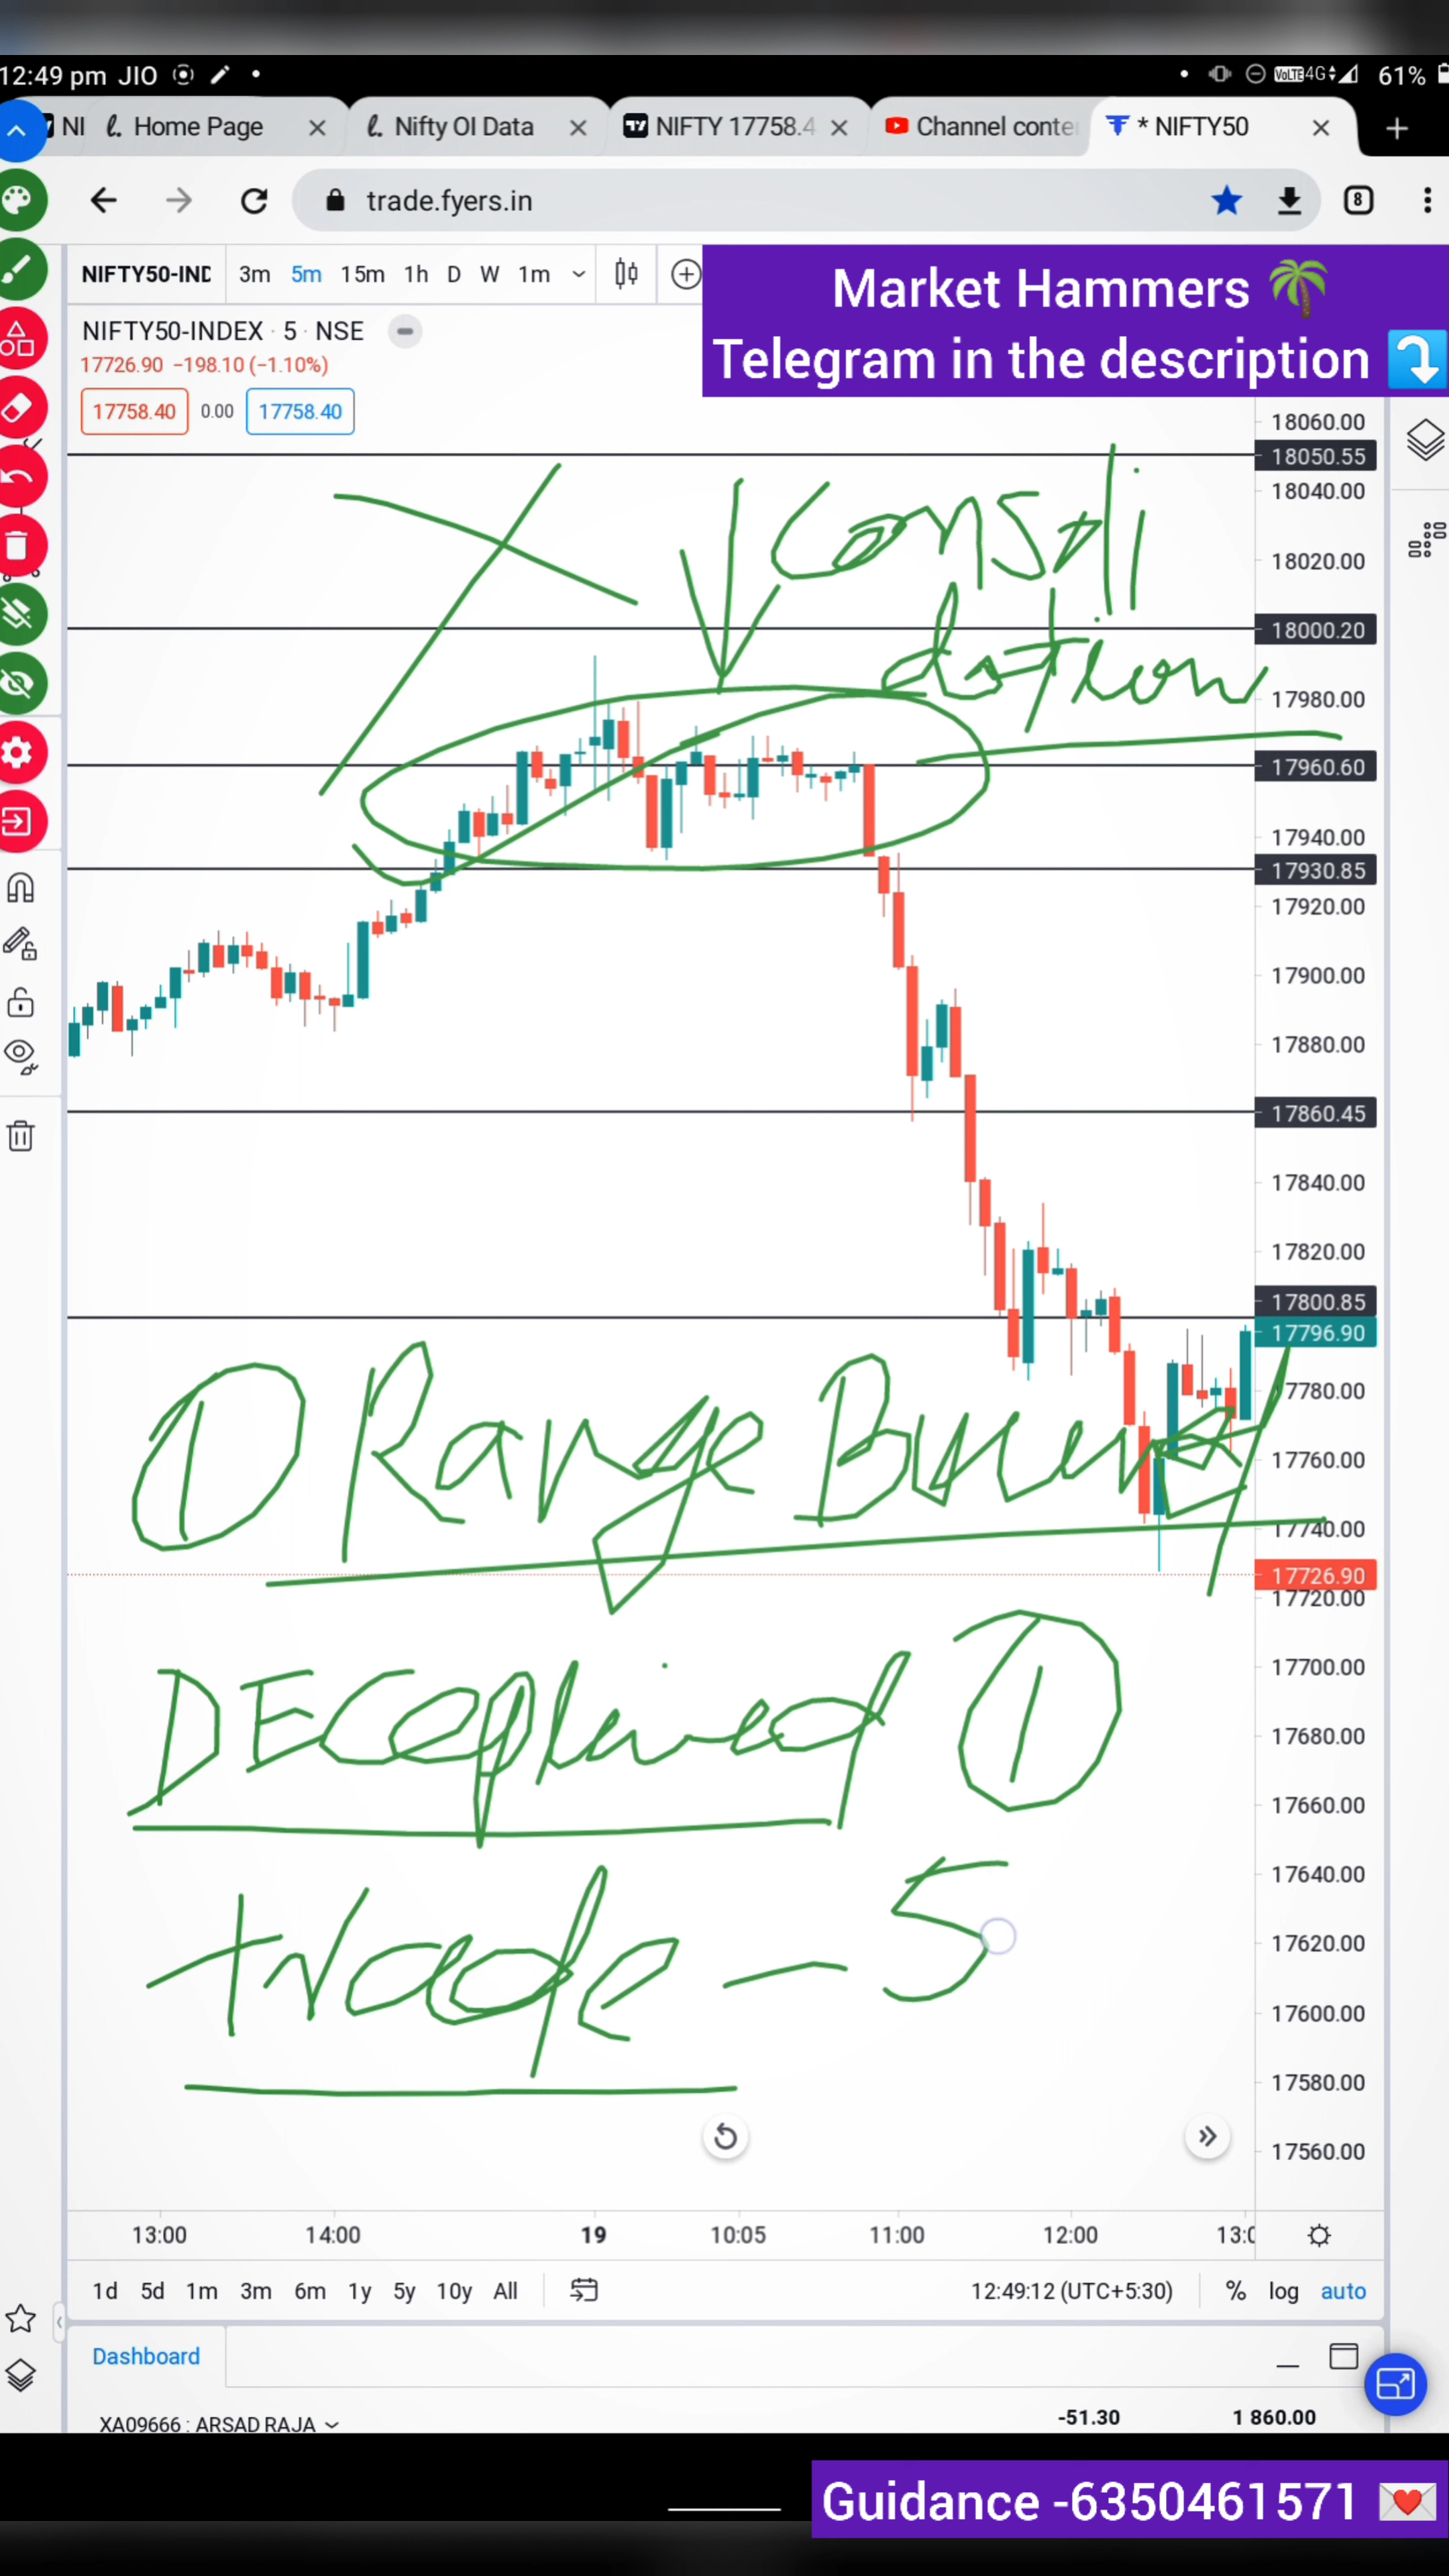 12:49 pm JIO
VoLTE 4G 61%
NI Home Page Nifty OI Data NIFTY 17758.4 Channel conte * NIFTY50
trade.fyers.in 8
Market Hammers 🌴
Telegram in the description ⤵️
NIFTY50-IND 3m 5m 15m 1h D W 1m
NIFTY50-INDEX · 5 · NSE
17726.90 −198.10 (−1.10%)
17758.40 0.00 17758.40
18060.00
18050.55
18040.00
18020.00
18000.20
17980.00
17960.60
17940.00
17930.85
17920.00
17900.00
17880.00
17860.45
17840.00
17820.00
17800.85
17796.90
17780.00
17760.00
17740.00
17726.90
17720.00
17700.00
17680.00
17660.00
17640.00
17620.00
17600.00
17580.00
17560.00
Consali
dation
1 Range
DEceplined 1
trade - 5
13:00 14:00 19 10:05 11:00 12:00 13:0
1d 5d 1m 3m 6m 1y 5y 10y All 12:49:12 (UTC+5:30) % log auto
Dashboard
XA09666 : ARSAD RAJA -51.30 1 860.00
Guidance -6350461571 💌